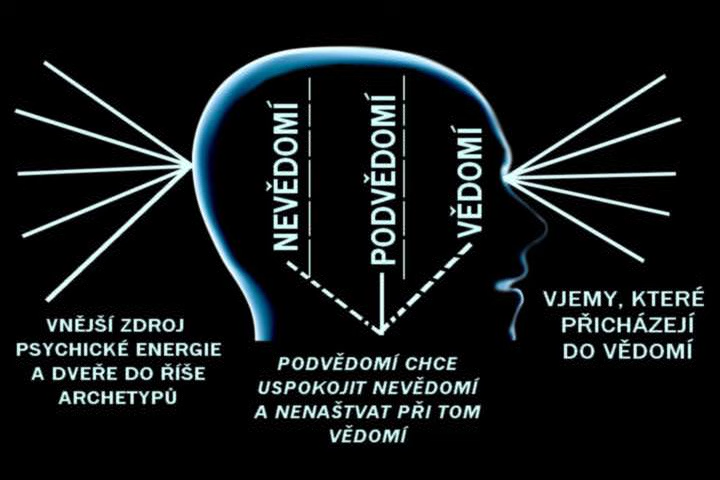 NEVĚDOMÍ
PODVĚDOMÍ
VĚDOMÍ
VNĚJŠÍ ZDROJ
PSYCHICKÉ ENERGIE
A DVEŘE DO ŘÍŠE
ARCHETYPŮ
PODVĚDOMÍ CHCE
USPOKOJIT NEVĚDOMÍ
A NENAŠTVAT PŘI TOM
VĚDOMÍ
VJEMY, KTERÉ
PŘICHÁZEJÍ
DO VĚDOMÍ